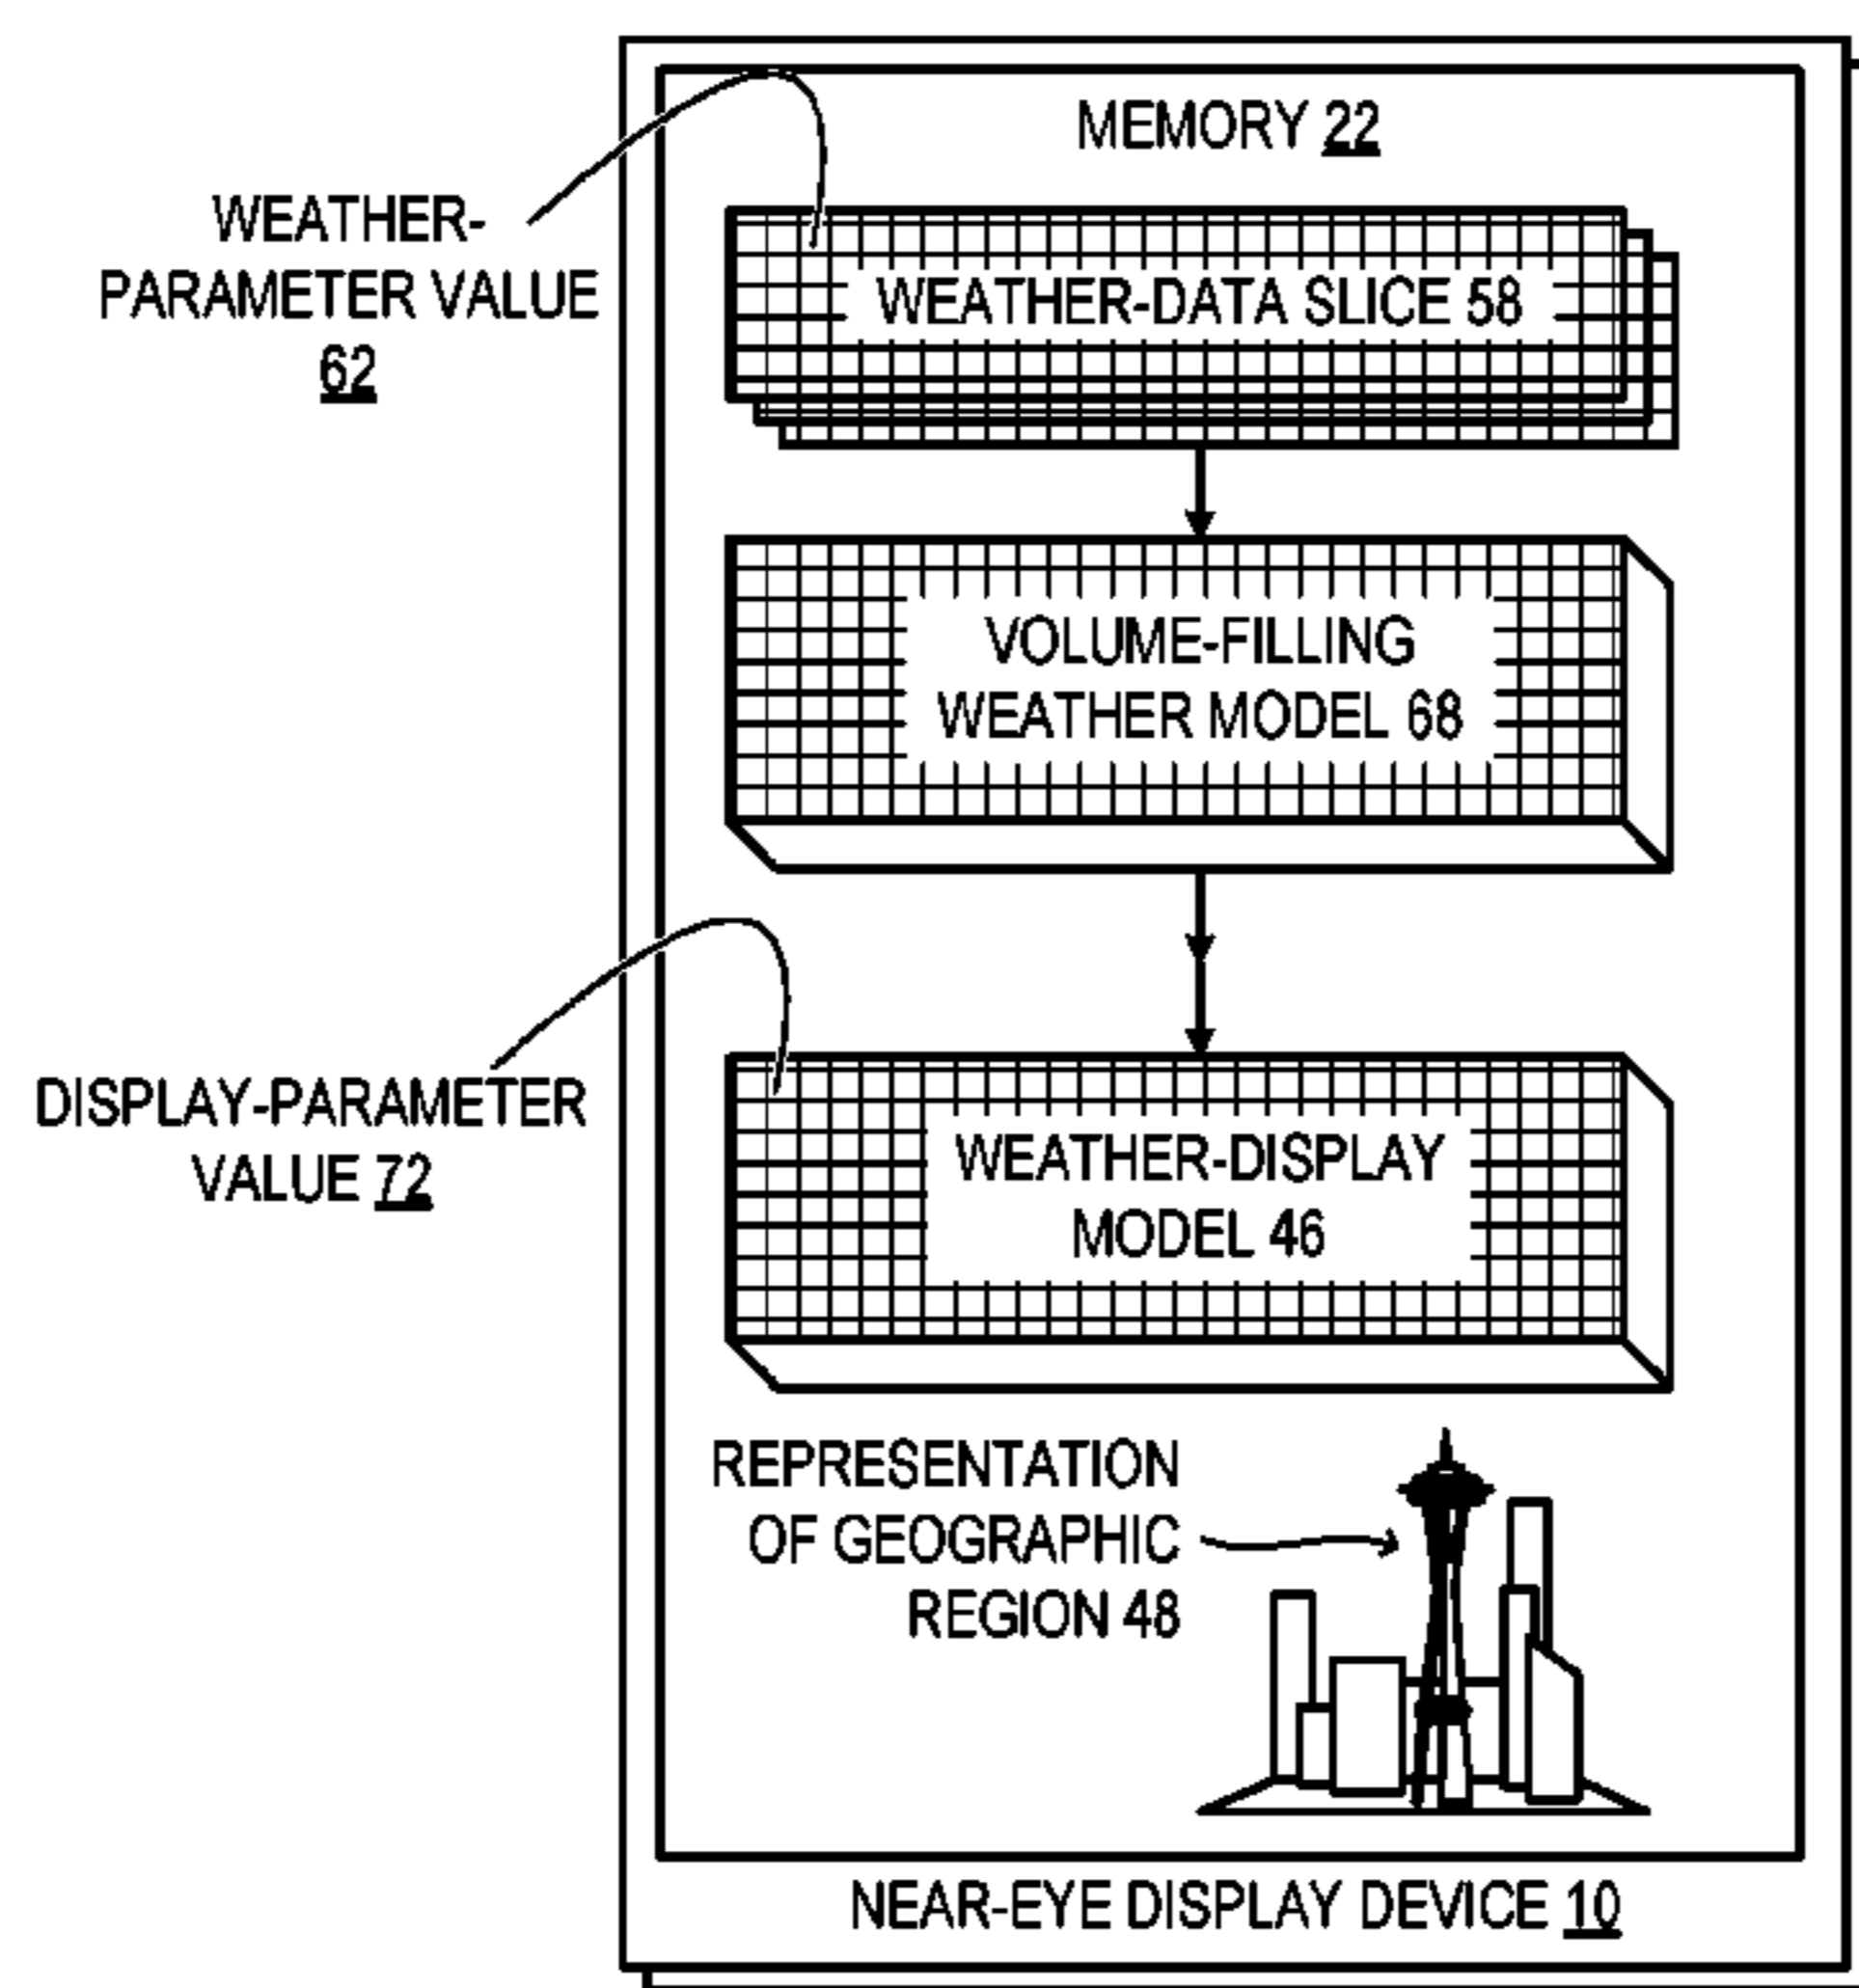 MEMORY 22
WEATHER-
PARAMETER VALUE
62
WEATHER-DATA SLICE 58
VOLUME-FILLING
WEATHER MODEL 68
DISPLAY-PARAMETER
VALUE 72
WEATHER-DISPLAY
MODEL 46
REPRESENTATION
OF GEOGRAPHIC
REGION 48
NEAR-EYE DISPLAY DEVICE 10